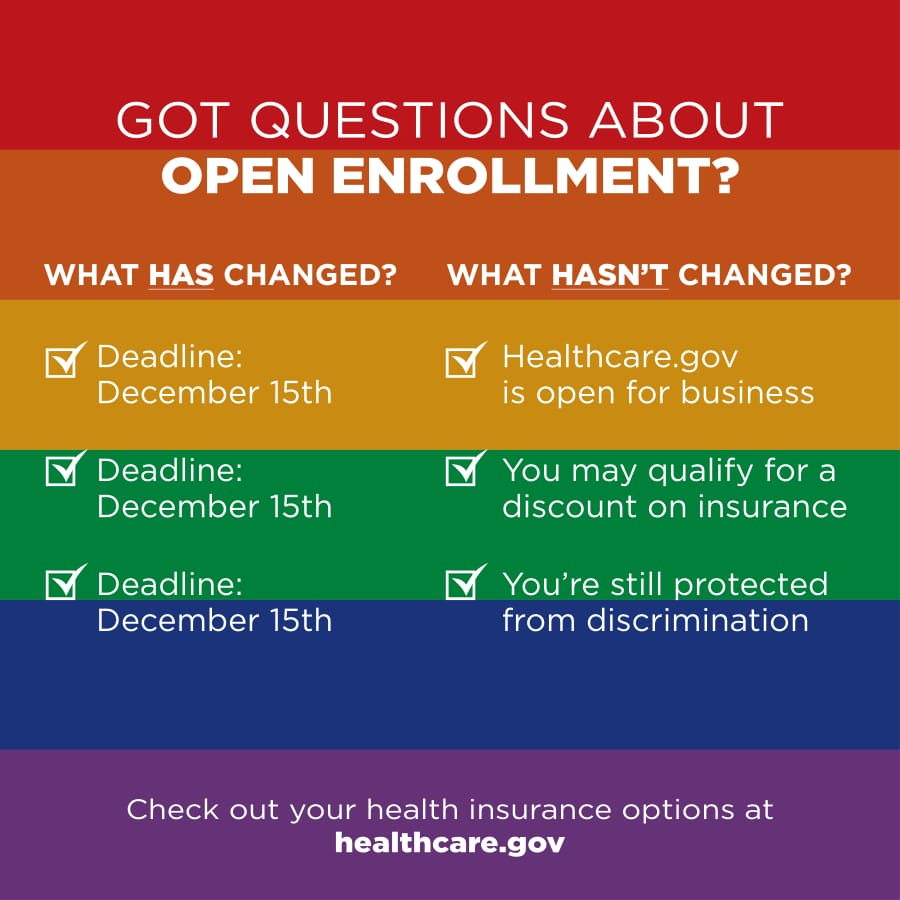 GOT QUESTIONS ABOUT
OPEN ENROLLMENT?
WHAT HAS CHANGED?
Deadline:
December 15th
Deadline:
December 15th
Deadline:
December 15th
WHAT HASN'T CHANGED?
Healthcare.gov
is open for business
You may qualify for a
discount on insurance
You're still protected
from discrimination
Check out your health insurance options at
healthcare.gov